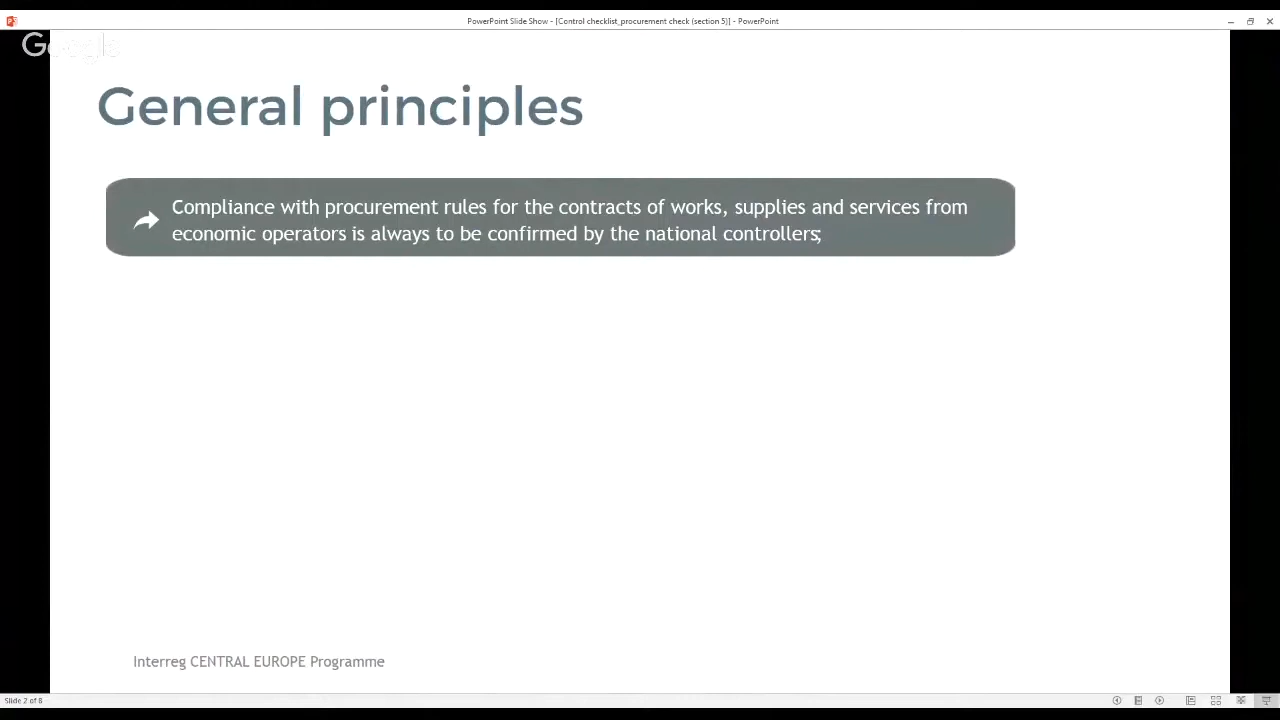 PowerPoint Slide Show - [Control checklist_procurement check (section 5)] - PowerPoint
General principles
Compliance with procurement rules for the contracts of works, supplies and services from
economic operators is always to be confirmed by the national controllers;
Interreg CENTRAL EUROPE Programme
Slide 2 of 8